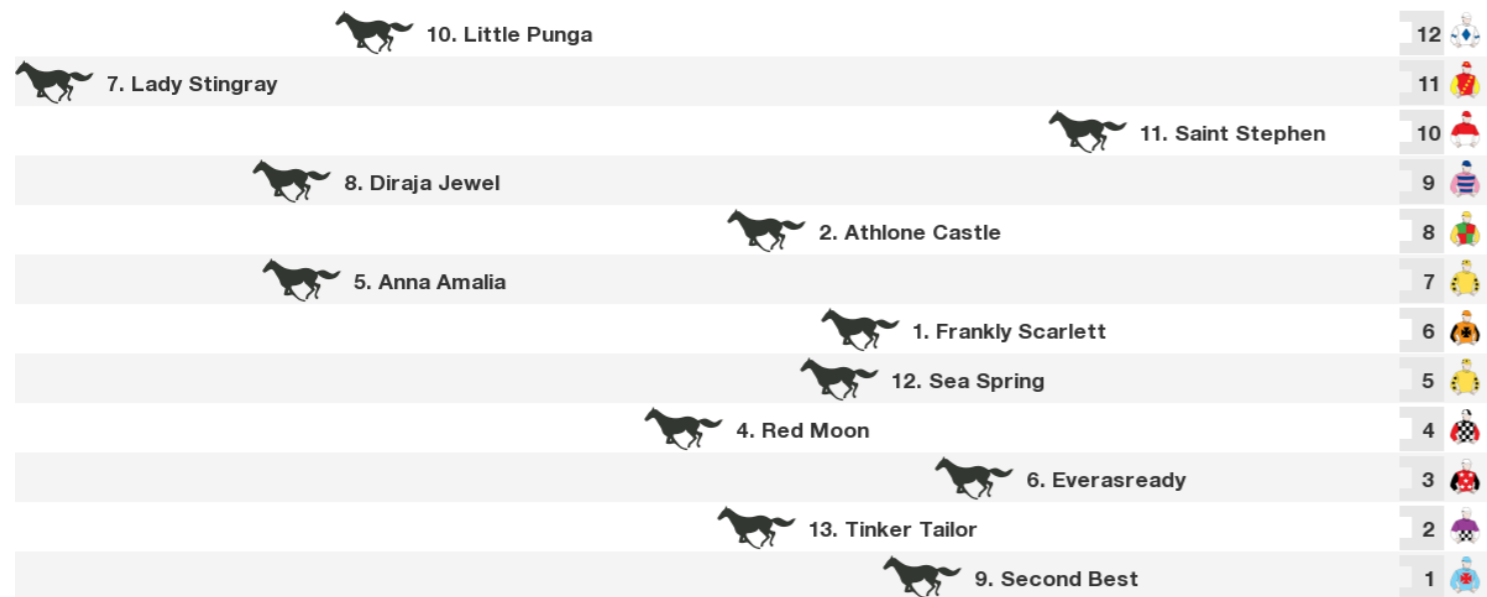 10. Little Punga 12
7. Lady Stingray 11
11. Saint Stephen 10
8. Diraja Jewel 9
2. Athlone Castle 8
5. Anna Amalia 7
1. Frankly Scarlett 6
12. Sea Spring 5
4. Red Moon 4
6. Everasready 3
13. Tinker Tailor 2
9. Second Best 1